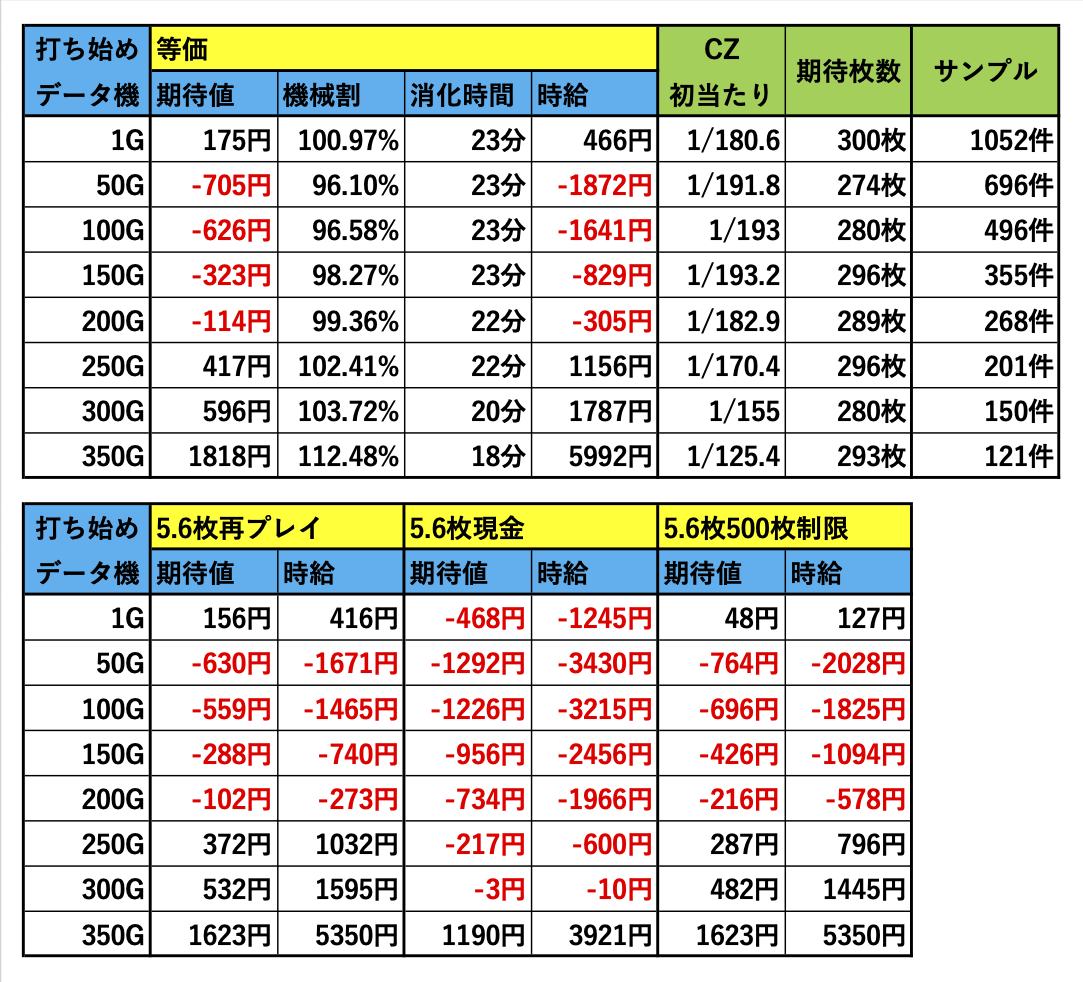 打ち始め 等価 CZ 期待枚数 サンプル
データ機 期待値 機械割 消化時間 時給 初当たり
1G 175円 100.97% 23分 466円 1/180.6 300枚 1052件
50G -705円 96.10% 23分 -1872円 1/191.8 274枚 696件
100G -626円 96.58% 23分 -1641円 1/193 280枚 496件
150G -323円 98.27% 23分 -829円 1/193.2 296枚 355件
200G -114円 99.36% 22分 -305円 1/182.9 289枚 268件
250G 417円 102.41% 22分 1156円 1/170.4 296枚 201件
300G 596円 103.72% 20分 1787円 1/155 280枚 150件
350G 1818円 112.48% 18分 5992円 1/125.4 293枚 121件
打ち始め 5.6枚再プレイ 5.6枚現金 5.6枚500枚制限
データ機 期待値 時給 期待値 時給 期待値 時給
1G 156円 416円 -468円 -1245円 48円 127円
50G -630円 -1671円 -1292円 -3430円 -764円 -2028円
100G -559円 -1465円 -1226円 -3215円 -696円 -1825円
150G -288円 -740円 -956円 -2456円 -426円 -1094円
200G -102円 -273円 -734円 -1966円 -216円 -578円
250G 372円 1032円 -217円 -600円 287円 796円
300G 532円 1595円 -3円 -10円 482円 1445円
350G 1623円 5350円 1190円 3921円 1623円 5350円